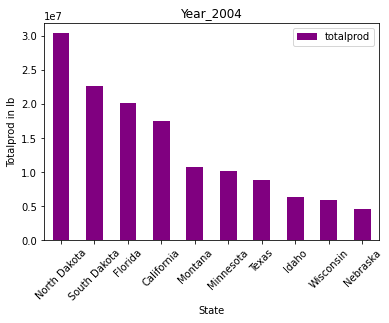 Year_2004
1e7
totalprod
Totalprod in lb
3.0
2.5
2.0
1.5
1.0
0.5
0.0
North Dakota
South Dakota
Florida
California
Montana
Minnesota
Texas
Idaho
Wisconsin
Nebraska
State